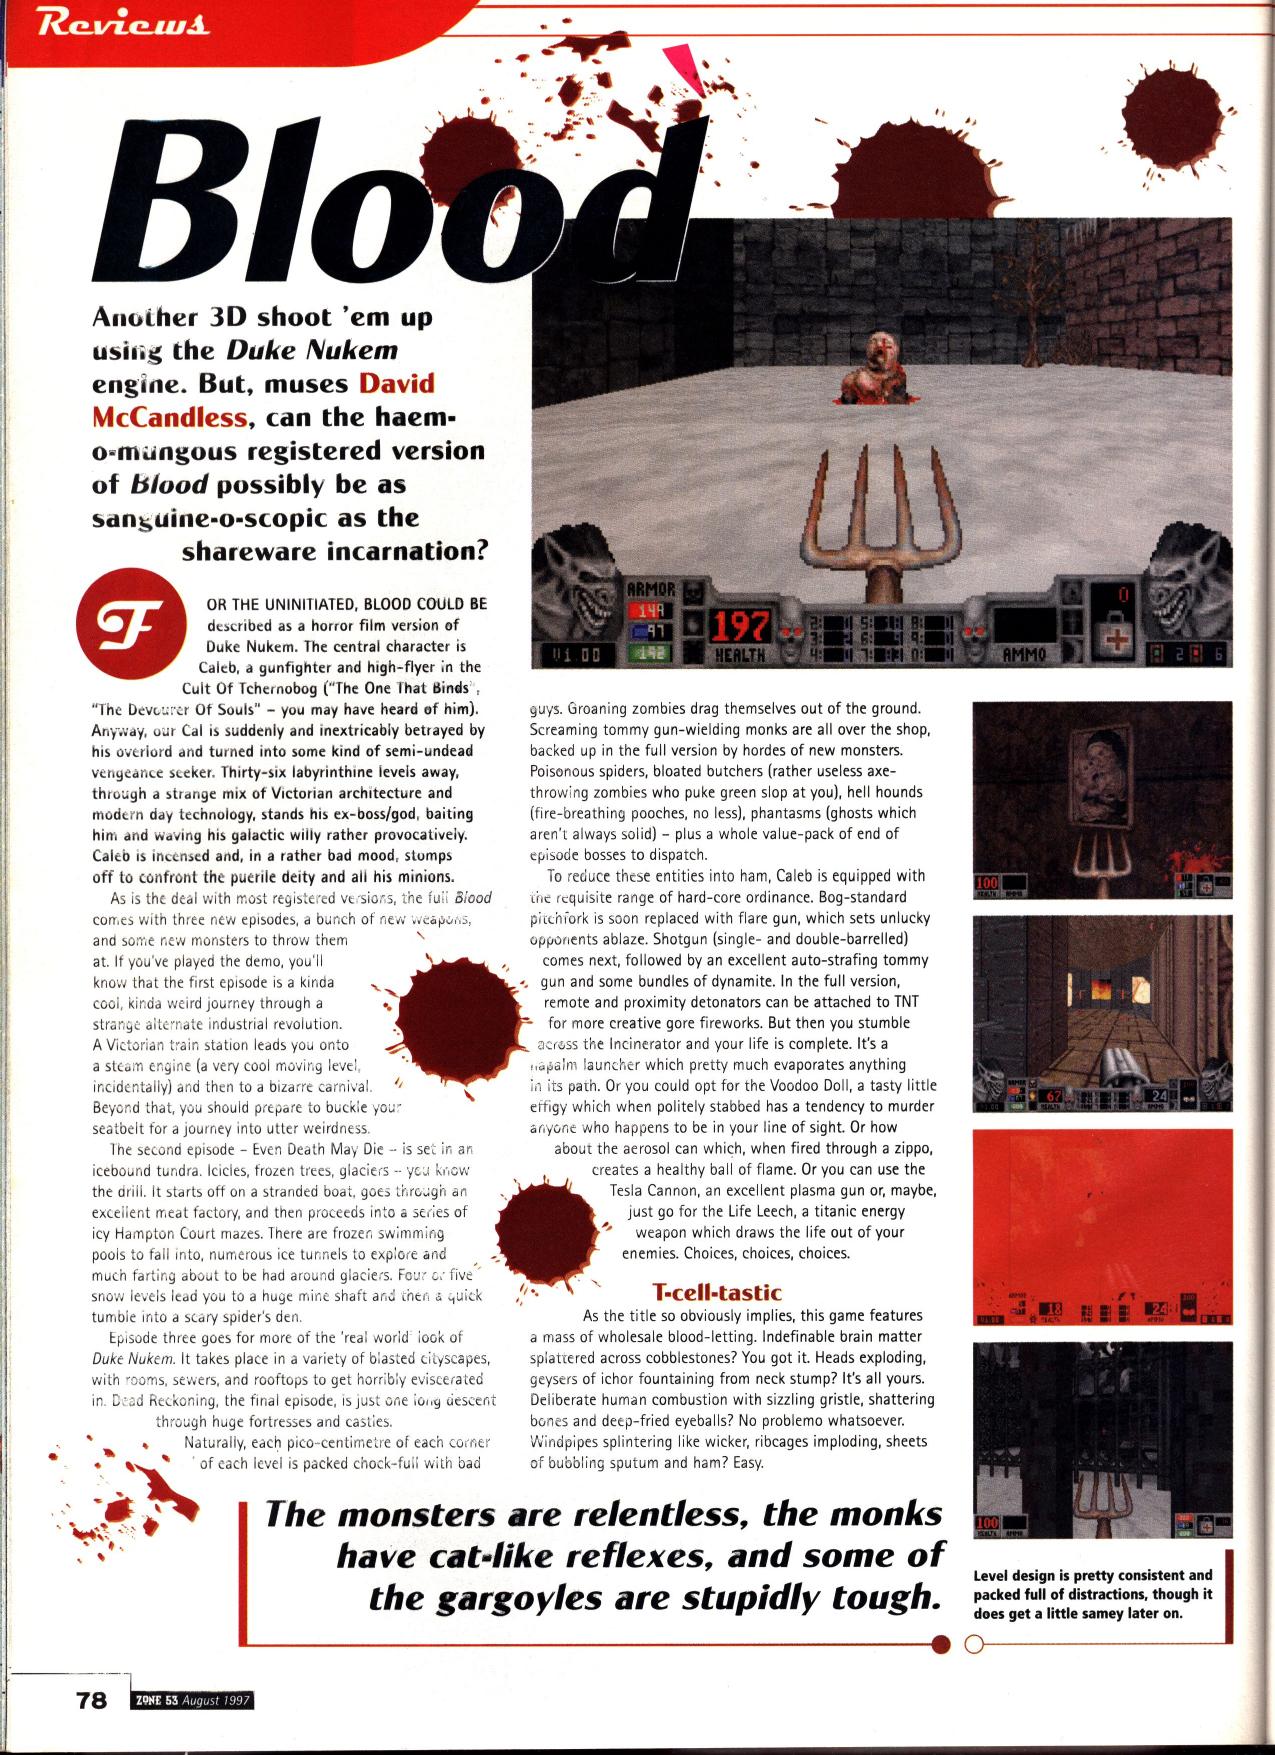 Reviews
Blood
Another 3D shoot 'em up
using the Duke Nukem
engine. But, muses David
McCandless, can the haem-
o-mungous registered version
of Blood possibly be as
sanguine-o-scopic as the
shareware incarnation?
F
OR THE UNINITIATED, BLOOD COULD BE
described as a horror film version of
Duke Nukem. The central character is
Caleb, a gunfighter and high-flyer in the
Cult Of Tchernobog ("The One That Binds",
"The Devourer Of Souls" – you may have heard of him).
Anyway, our Cal is suddenly and inextricably betrayed by
his overlord and turned into some kind of semi-undead
vengeance seeker. Thirty-six labyrinthine levels away,
through a strange mix of Victorian architecture and
modern day technology, stands his ex-boss/god, baiting
him and waving his galactic willy rather provocatively.
Caleb is incensed and, in a rather bad mood, stomps
off to confront the puerile deity and all his minions.
As is the deal with most registered versions, the full Blood
comes with three new episodes, a bunch of new weapons,
and some new monsters to throw them
at. If you've played the demo, you'll
know that the first episode is a kinda
cool, kinda weird journey through a
strange alternate industrial revolution.
A Victorian train station leads you onto
a steam engine (a very cool moving level,
incidentally) and then to a bizarre carnival.
Beyond that, you should prepare to buckle your
seatbelt for a journey into utter weirdness.
The second episode – Even Death May Die – is set in an
icebound tundra. Icicles, frozen trees, glaciers – you know
the drill. It starts off on a stranded boat, goes through an
excellent meat factory, and then proceeds into a series of
icy Hampton Court mazes. There are frozen swimming
pools to fall into, numerous ice tunnels to explore and
much farting about to be had around glaciers. Four or five
snow levels lead you to a huge mine shaft and then a quick
tumble into a scary spider's den.
Episode three goes for more of the 'real world' look of
Duke Nukem. It takes place in a variety of blasted cityscapes,
with rooms, sewers, and rooftops to get horribly eviscerated
in. Dead Reckoning, the final episode, is just one long descent
through huge fortresses and castles.
Naturally, each pico-centimetre of each corner
of each level is packed chock-full with bad
guys. Groaning zombies drag themselves out of the ground.
Screaming tommy gun-wielding monks are all over the shop,
backed up in the full version by hordes of new monsters.
Poisonous spiders, bloated butchers (rather useless axe-
throwing zombies who puke green slop at you), hell hounds
(fire-breathing pooches, no less), phantasms (ghosts which
aren't always solid) – plus a whole value-pack of end of
episode bosses to dispatch.
To reduce these entities into ham, Caleb is equipped with
the requisite range of hard-core ordinance. Bog-standard
pitchfork is soon replaced with flare gun, which sets unlucky
opponents ablaze. Shotgun (single- and double-barrelled)
comes next, followed by an excellent auto-strafing tommy
gun and some bundles of dynamite. In the full version,
remote and proximity detonators can be attached to TNT
for more creative gore fireworks. But then you stumble
across the Incinerator and your life is complete. It's a
napalm launcher which pretty much evaporates anything
in its path. Or you could opt for the Voodoo Doll, a tasty little
effigy which when politely stabbed has a tendency to murder
anyone who happens to be in your line of sight. Or how
about the aerosol can which, when fired through a zippo,
creates a healthy ball of flame. Or you can use the
Tesla Cannon, an excellent plasma gun or, maybe,
just go for the Life Leech, a titanic energy
weapon which draws the life out of your
enemies. Choices, choices, choices.
T-cell-tastic
As the title so obviously implies, this game features
a mass of wholesale blood-letting. Indefinable brain matter
splattered across cobblestones? You got it. Heads exploding,
geysers of ichor fountaining from neck stump? It's all yours.
Deliberate human combustion with sizzling gristle, shattering
bones and deep-fried eyeballs? No problemo whatsoever.
Windpipes splintering like wicker, ribcages imploding, sheets
of bubbling sputum and ham? Easy.
ARMOR
149
97
192
V1.00
197
HEALTH
AMMO
0
2 6
100
67
24
18
24
100
The monsters are relentless, the monks
have cat-like reflexes, and some of
the gargoyles are stupidly tough.
Level design is pretty consistent and
packed full of distractions, though it
does get a little samey later on.
78
ZONE 53 August 1997